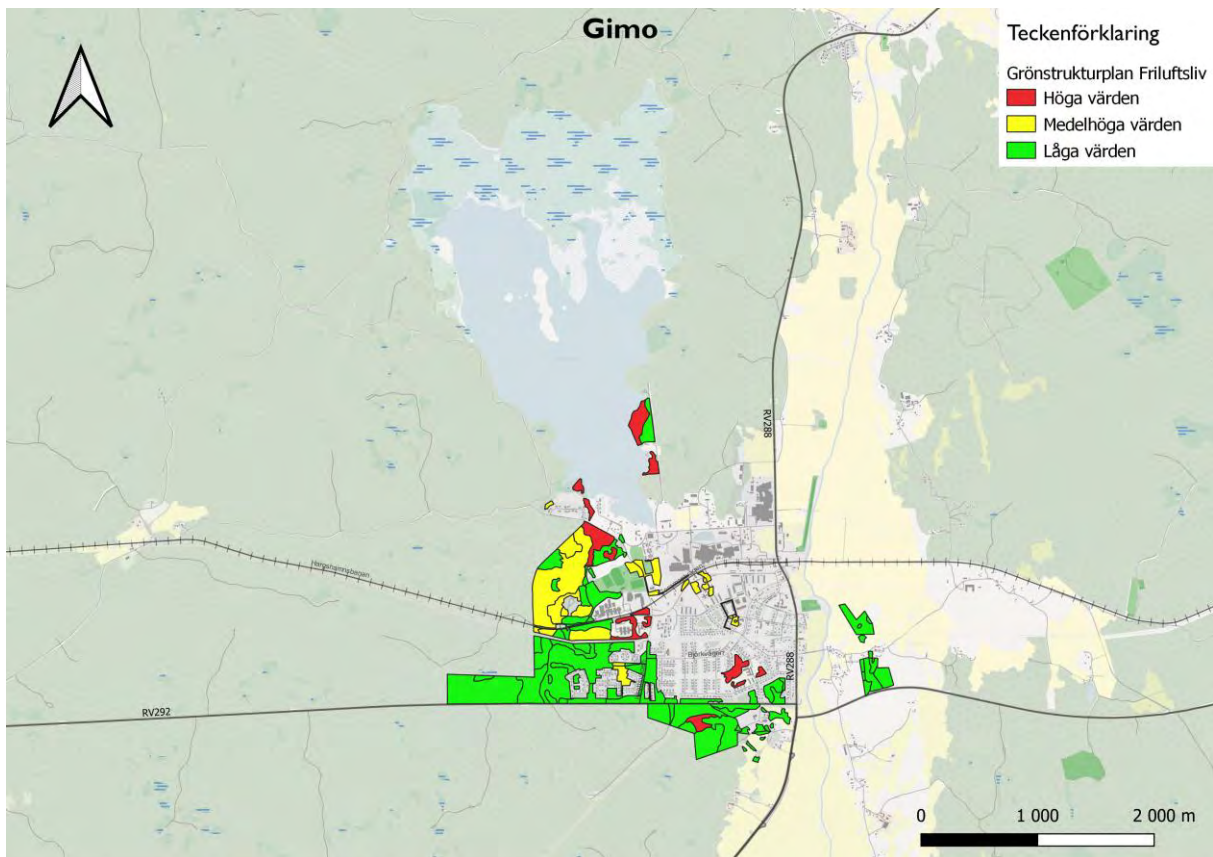 Gimo
Teckenförklaring
Grönstrukturplan Friluftsliv
Höga värden
Medelhöga värden
Låga värden
RV288
Björkvägen
RV288
RV292
0 1 000 2 000 m